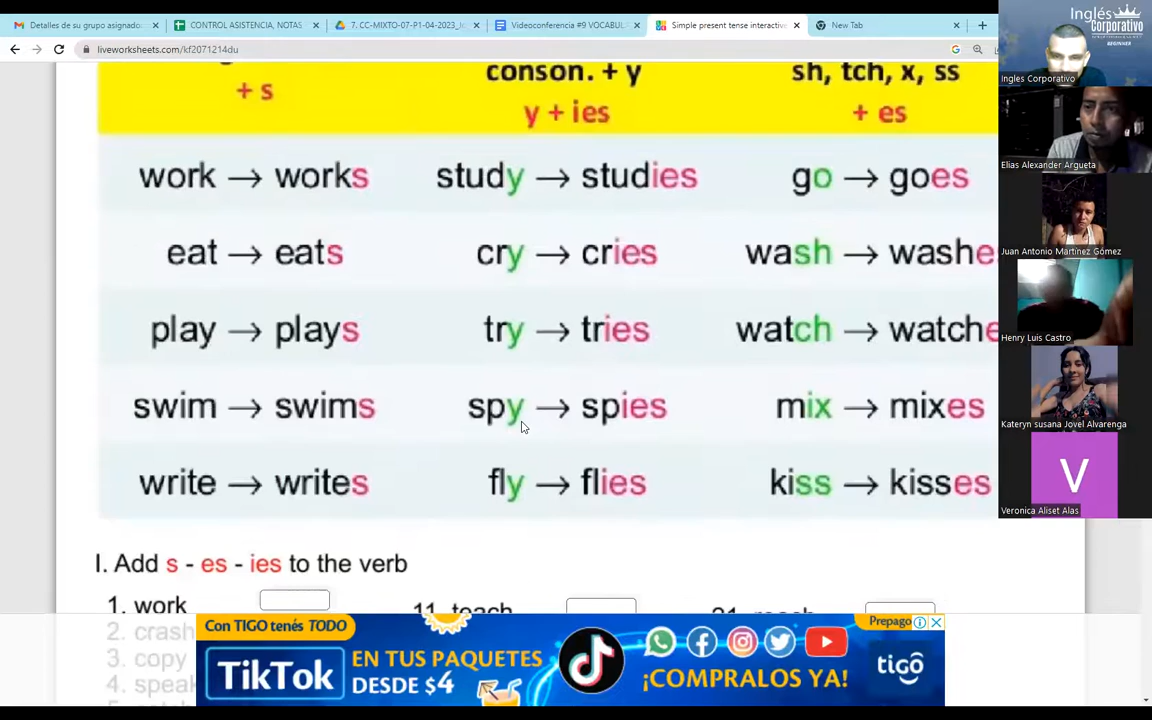 Detalles de su grupo asignado
CONTROL ASISTENCIA, NOTAS
7. CC-MIXTO-07-P1-04-2023_I
Videoconferencia #9 VOCABUL
Simple present tense interactiv
New Tab
liveworksheets.com/kf2071214du
+ s
conson. + y
y + ies
sh, tch, x, ss
+ es
work → works
study → studies
go → goes
eat → eats
cry → cries
wash → washe
play → plays
try → tries
watch → watche
swim → swims
spy → spies
mix → mixes
write → writes
fly → flies
kiss → kisses
I. Add s - es - ies to the verb
1. work
11. teach
21. reach
2. crash
3. copy
4. speak
Con TIGO tenés TODO
TikTok
EN TUS PAQUETES
DESDE $4
¡COMPRALOS YA!
Prepago
tigo
Inglés
Corporativo
BEGINNER
Ingles Corporativo
Elias Alexander Argueta
Juan Antonio Martínez Gómez
Henry Luis Castro
Kateryn susana Jovel Alvarenga
V
Veronica Aliset Alas